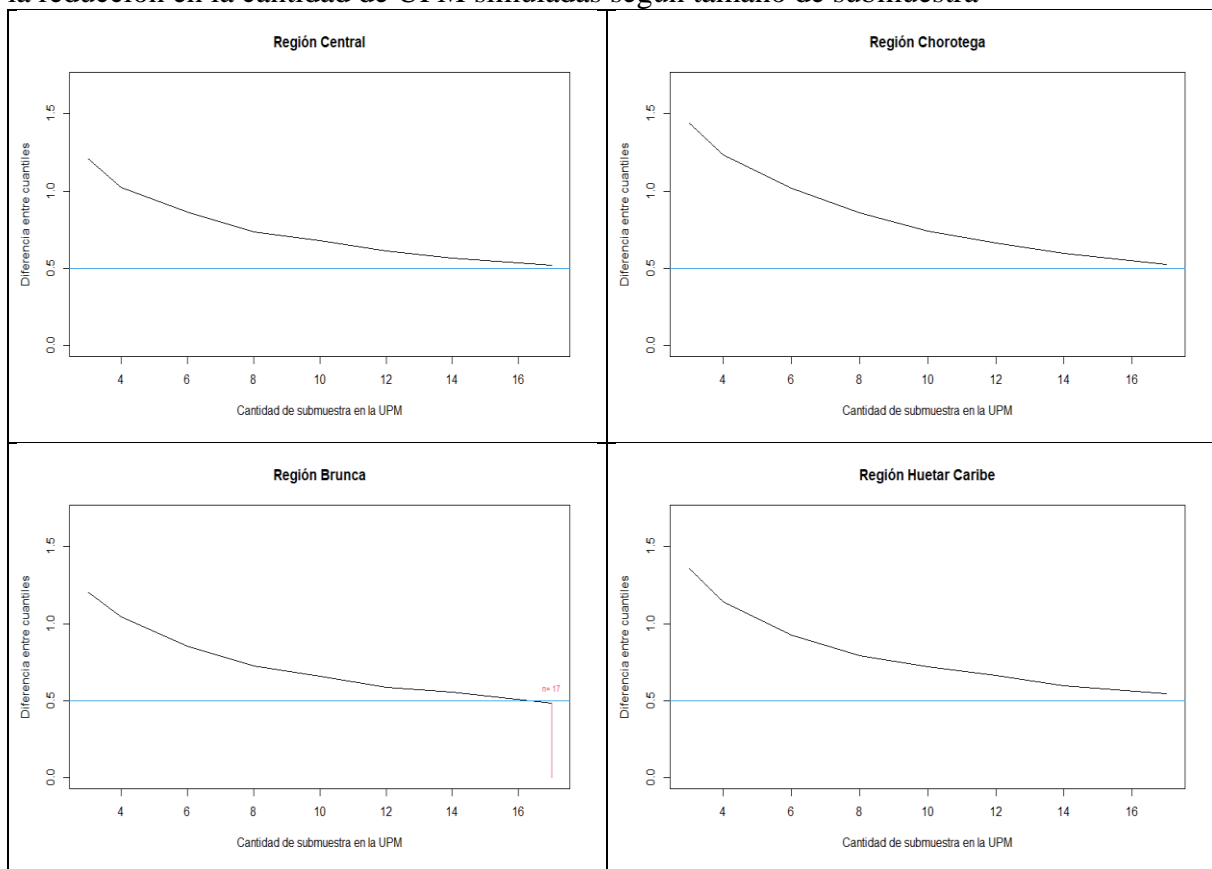 la reducción en la cantidad de UPM simuladas según tamaño de submuestra
Región Central
Diferencia entre cuantiles
0.0 0.5 1.0 1.5
4 6 8 10 12 14 16
Cantidad de submuestra en la UPM
Región Chorotega
Diferencia entre cuantiles
0.0 0.5 1.0 1.5
4 6 8 10 12 14 16
Cantidad de submuestra en la UPM
Región Brunca
Diferencia entre cuantiles
0.0 0.5 1.0 1.5
n= 17
4 6 8 10 12 14 16
Cantidad de submuestra en la UPM
Región Huetar Caribe
Diferencia entre cuantiles
0.0 0.5 1.0 1.5
4 6 8 10 12 14 16
Cantidad de submuestra en la UPM